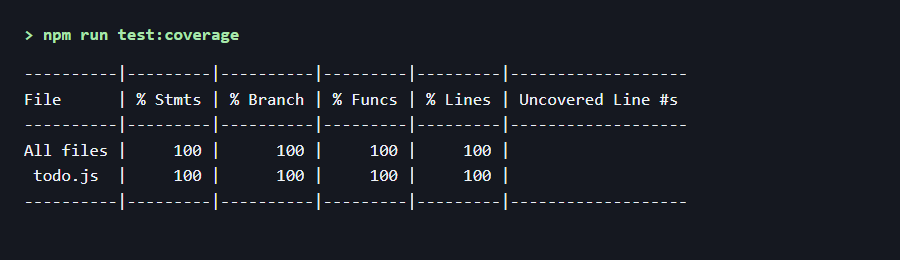 > npm run test:coverage
----------|---------|----------|---------|---------|-------------------
File      | % Stmts | % Branch | % Funcs | % Lines | Uncovered Line #s
----------|---------|----------|---------|---------|-------------------
All files |     100 |      100 |     100 |     100 |
 todo.js  |     100 |      100 |     100 |     100 |
----------|---------|----------|---------|---------|-------------------